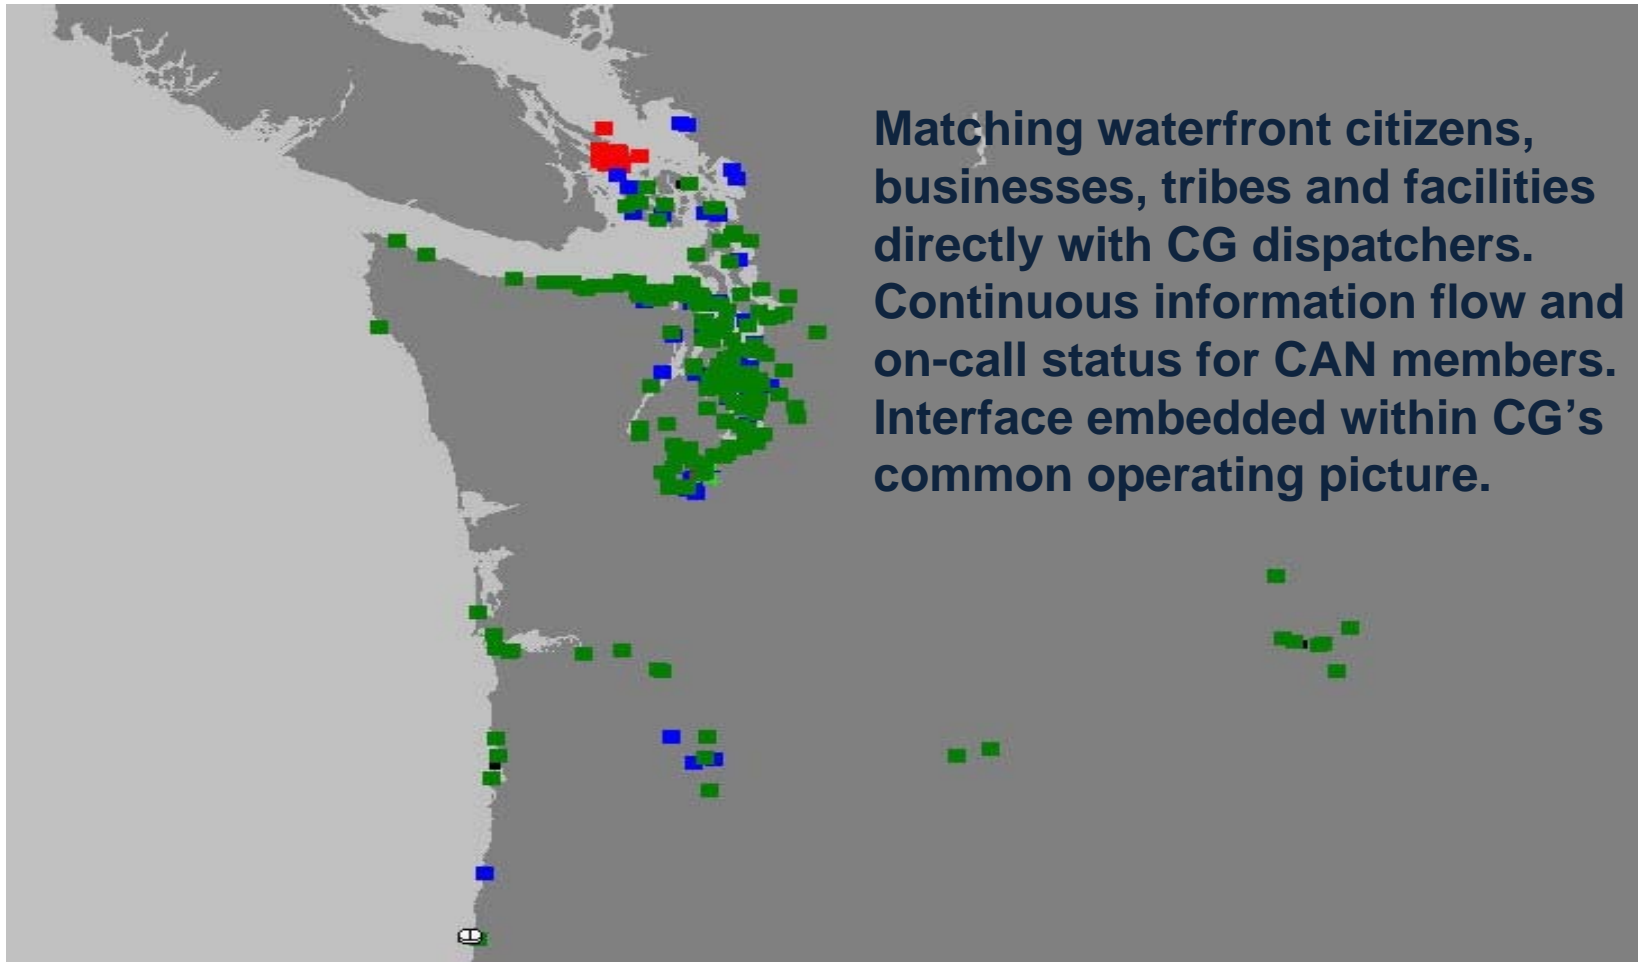 Matching waterfront citizens,
businesses, tribes and facilities
directly with CG dispatchers.
Continuous information flow and
on-call status for CAN members.
Interface embedded within CG’s
common operating picture.